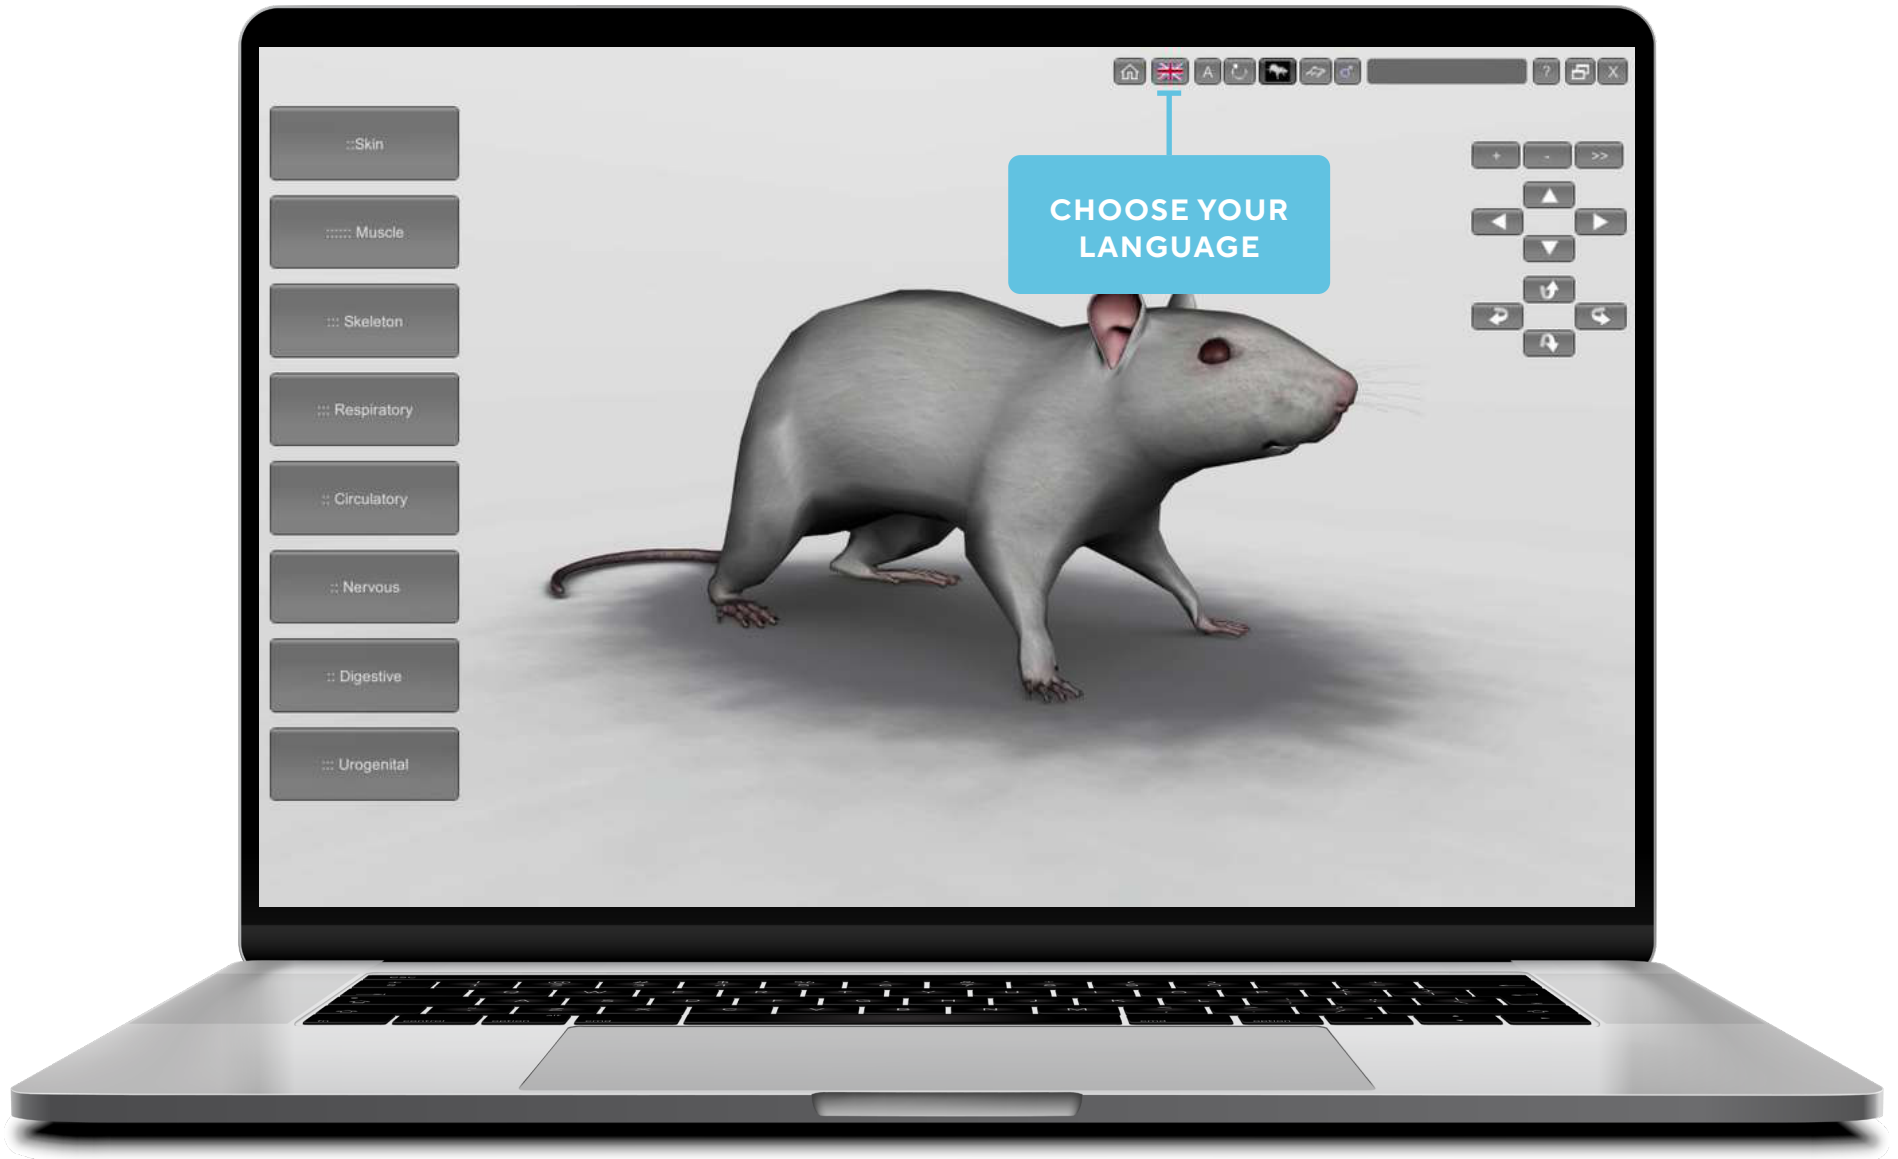 A
?
X
::Skin
:::::: Muscle
::: Skeleton
::: Respiratory
:: Circulatory
:: Nervous
:: Digestive
::: Urogenital
CHOOSE YOUR
LANGUAGE
+ - >>